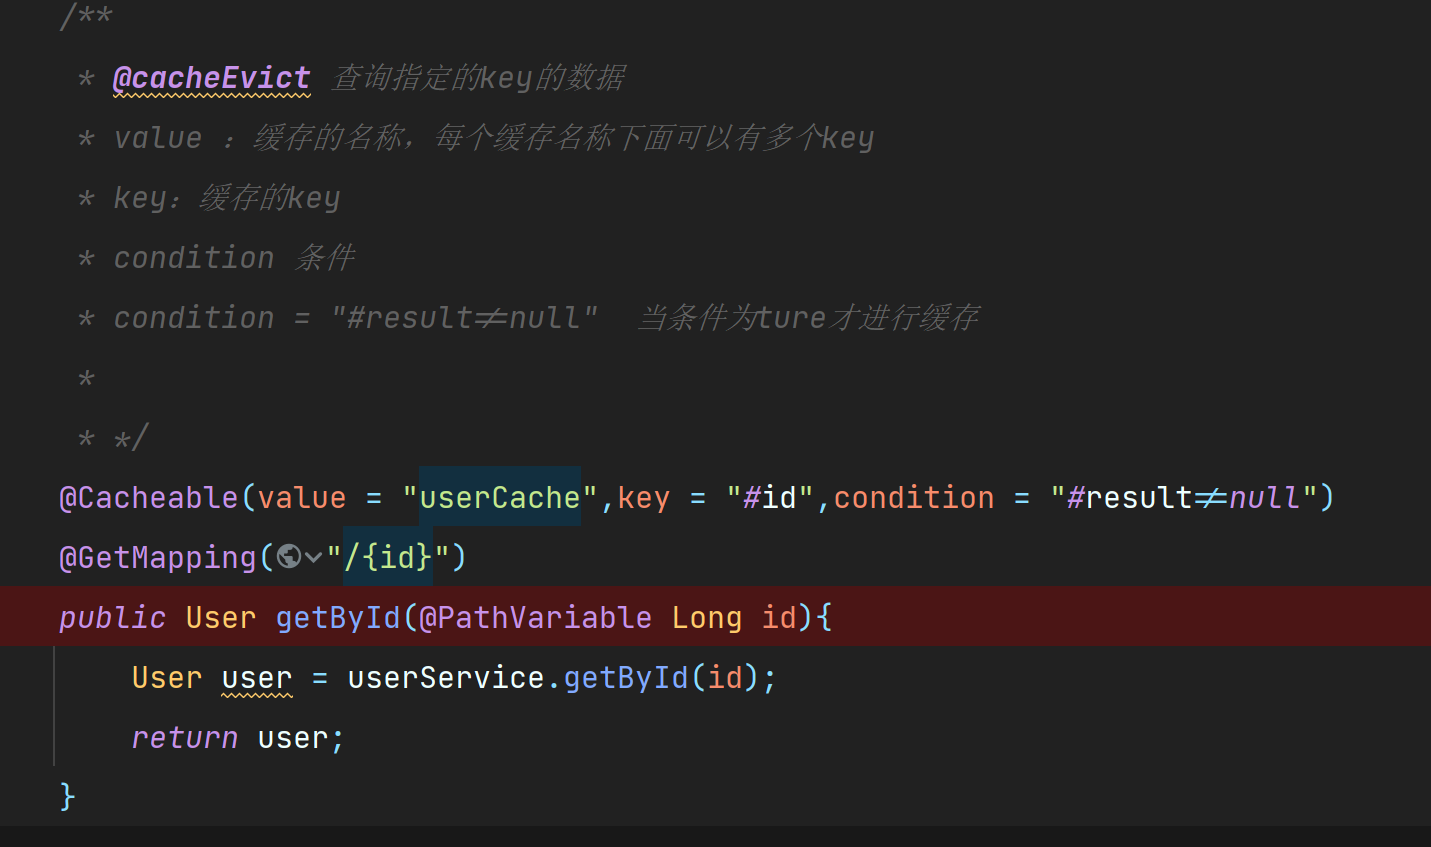 /**
* @cacheEvict 查询指定的key的数据
* value ：缓存的名称，每个缓存名称下面可以有多个key
* key：缓存的key
* condition 条件
* condition = "#result!=null"  当条件为ture才进行缓存
*
* */
@Cacheable(value = "userCache",key = "#id",condition = "#result!=null")
@GetMapping("/{id}")
public User getById(@PathVariable Long id){
User user = userService.getById(id);
return user;
}